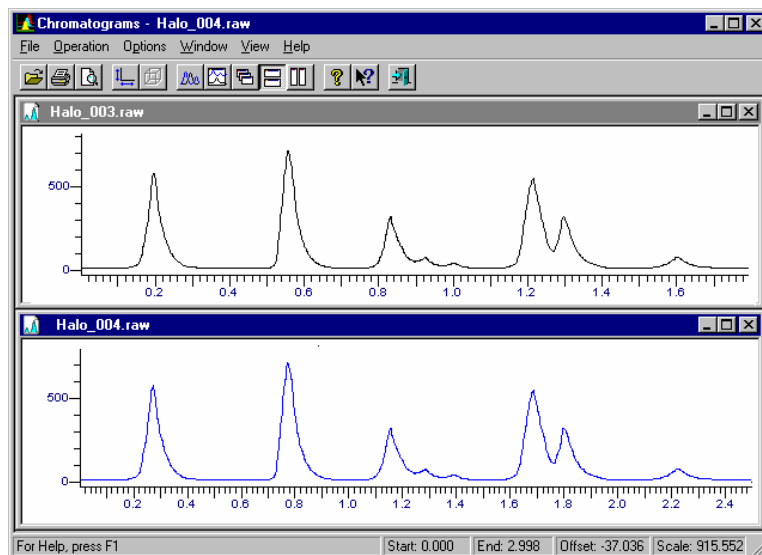 Chromatograms - Halo_004.raw
File Operation Options Window View Help
Halo_003.raw
500
0
0.2 0.4 0.6 0.8 1.0 1.2 1.4 1.6
Halo_004.raw
500
0
0.2 0.4 0.6 0.8 1.0 1.2 1.4 1.6 1.8 2.0 2.2 2.4
For Help, press F1 Start: 0.000 End: 2.998 Offset: -37.036 Scale: 915.552